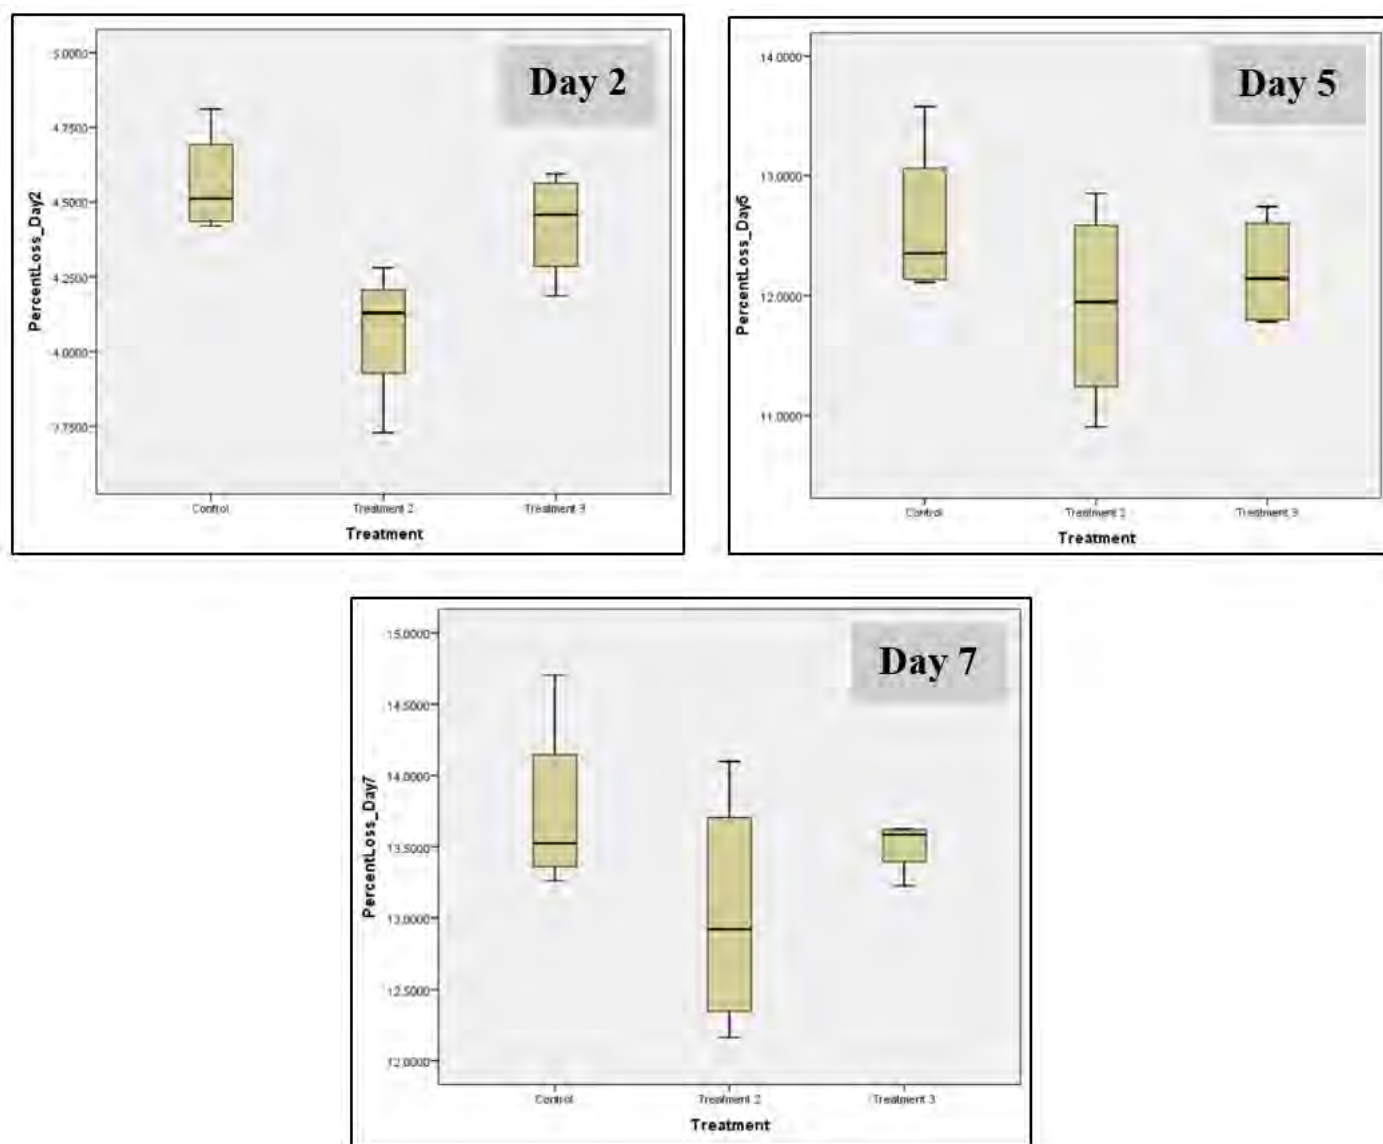 Day 2
5.0000
4.7500
4.5000
4.2500
4.0000
PercentLoss_Day2
Control
Treatment 2
Treatment 3
Treatment
Day 5
14.0000
13.0000
12.0000
11.0000
Control
Treatment 2
Treatment 3
Treatment
Day 7
15.0000
14.5000
14.0000
13.5000
13.0000
12.5000
12.0000
PercentLoss_Day7
Control
Treatment 2
Treatment 3
Treatment